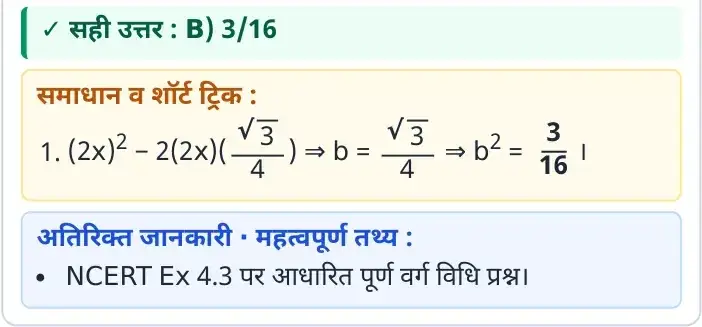 ✓ सही उत्तर : B) 3/16
समाधान व शॉर्ट ट्रिक :
1. (2x)² – 2(2x)(√3/4) ⇒ b = √3/4 ⇒ b² = 3/16 ।
अतिरिक्त जानकारी · महत्वपूर्ण तथ्य :
• NCERT Ex 4.3 पर आधारित पूर्ण वर्ग विधि प्रश्न।